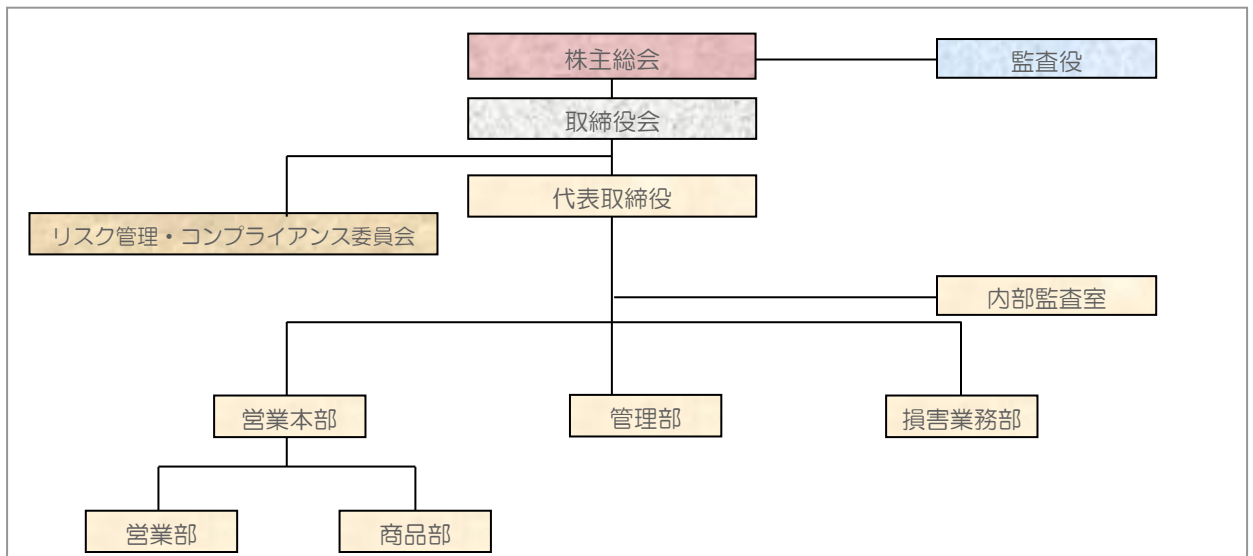 株主総会
監査役
取締役会
代表取締役
リスク管理・コンプライアンス委員会
内部監査室
営業本部
管理部
損害業務部
営業部
商品部